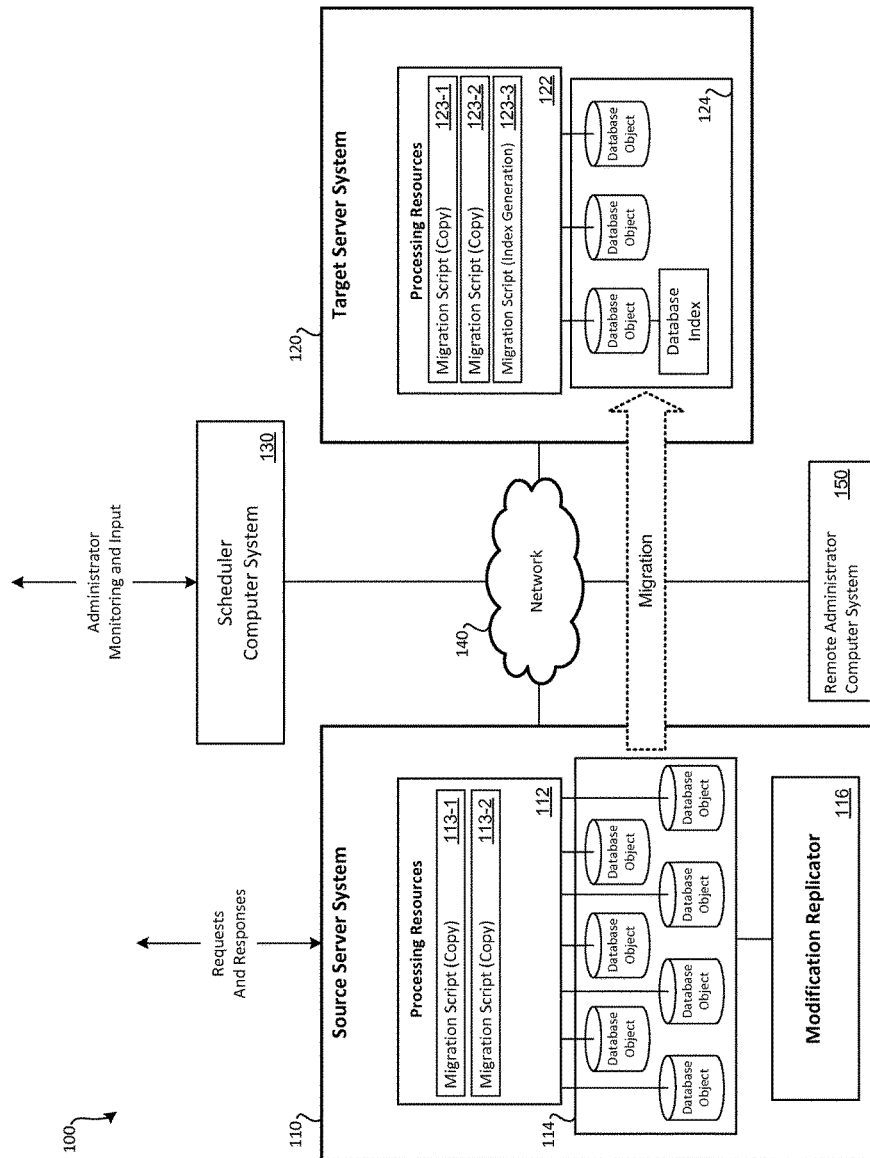 100
Requests
And Responses
Administrator
Monitoring and Input
110
Source Server System
Processing Resources
Migration Script (Copy) 113-1
Migration Script (Copy) 113-2
112
114
Database
Object
Database
Object
Database
Object
Database
Object
Database
Object
Database
Object
Database
Object
Modification Replicator
116
Scheduler
Computer System
130
140
Network
Migration
Remote Administrator
Computer System
150
120
Target Server System
Processing Resources
Migration Script (Copy) 123-1
Migration Script (Copy) 123-2
Migration Script (Index Generation) 123-3
122
Database
Object
Database
Object
Database
Object
Database
Index
124